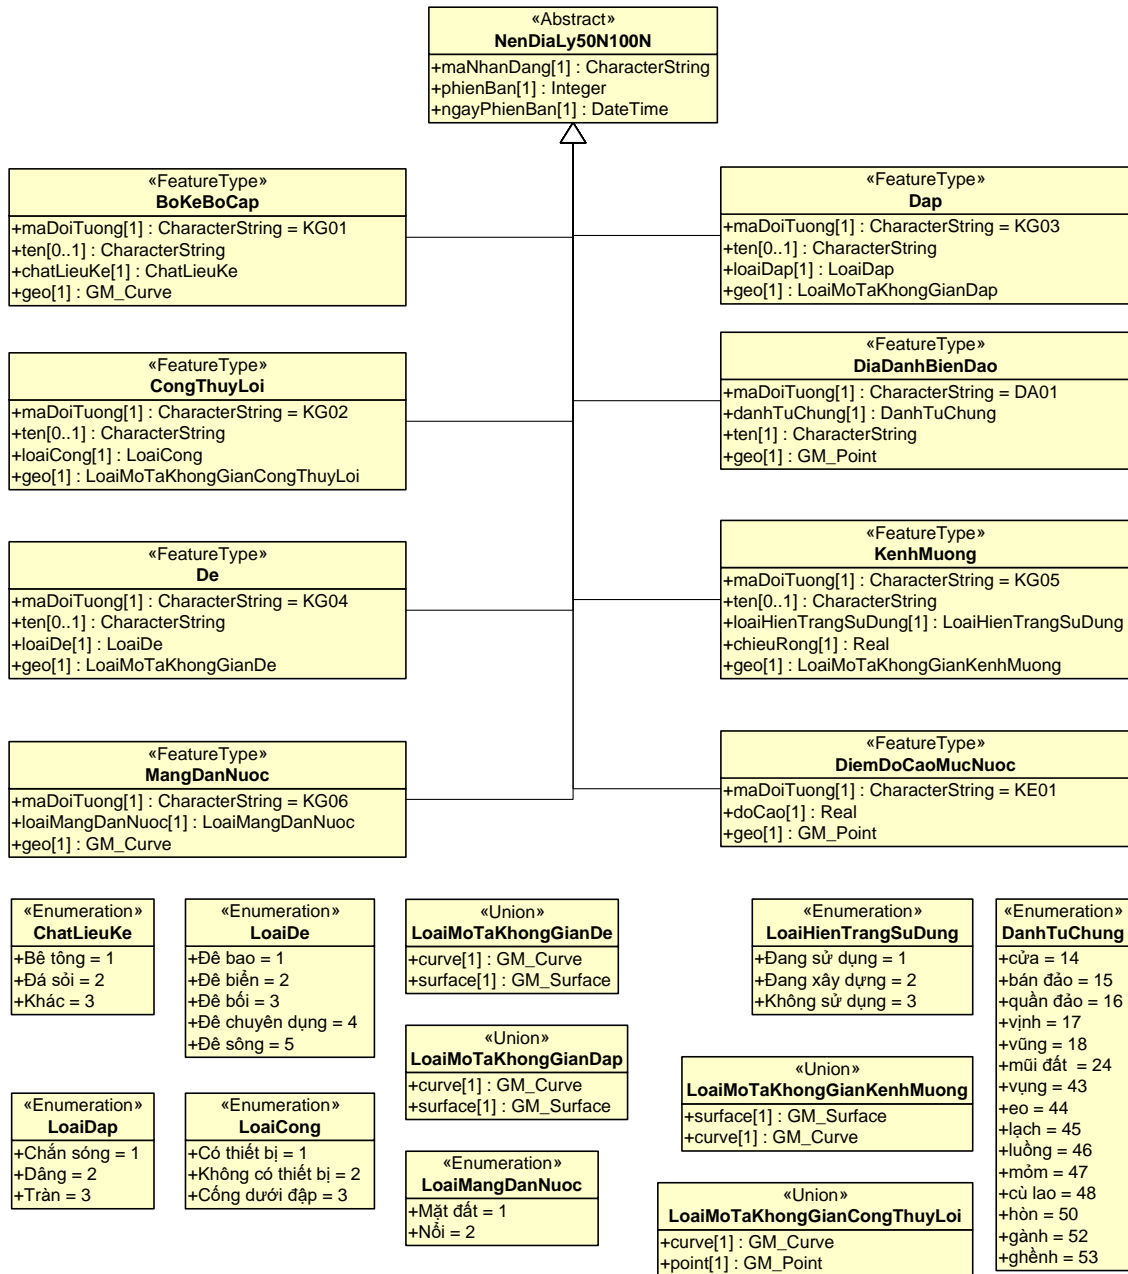 «Abstract»
NenDiaLy50N100N
+maNhanDang[1] : CharacterString
+phienBan[1] : Integer
+ngayPhienBan[1] : DateTime
«FeatureType»
BoKeBoCap
+maDoiTuong[1] : CharacterString = KG01
+ten[0..1] : CharacterString
+chatLieuKe[1] : ChatLieuKe
+geo[1] : GM_Curve
«FeatureType»
Dap
+maDoiTuong[1] : CharacterString = KG03
+ten[0..1] : CharacterString
+loaiDap[1] : LoaiDap
+geo[1] : LoaiMoTaKhongGianDap
«FeatureType»
CongThuyLoi
+maDoiTuong[1] : CharacterString = KG02
+ten[0..1] : CharacterString
+loaiCong[1] : LoaiCong
+geo[1] : LoaiMoTaKhongGianCongThuyLoi
«FeatureType»
DiaDanhBienDao
+maDoiTuong[1] : CharacterString = DA01
+danhTuChung[1] : DanhTuChung
+ten[1] : CharacterString
+geo[1] : GM_Point
«FeatureType»
De
+maDoiTuong[1] : CharacterString = KG04
+ten[0..1] : CharacterString
+loaiDe[1] : LoaiDe
+geo[1] : LoaiMoTaKhongGianDe
«FeatureType»
KenhMuong
+maDoiTuong[1] : CharacterString = KG05
+ten[0..1] : CharacterString
+loaiHienTrangSuDung[1] : LoaiHienTrangSuDung
+chieuRong[1] : Real
+geo[1] : LoaiMoTaKhongGianKenhMuong
«FeatureType»
MangDanNuoc
+maDoiTuong[1] : CharacterString = KG06
+loaiMangDanNuoc[1] : LoaiMangDanNuoc
+geo[1] : GM_Curve
«FeatureType»
DiemDoCaoMucNuoc
+maDoiTuong[1] : CharacterString = KE01
+doCao[1] : Real
+geo[1] : GM_Point
«Enumeration»
ChatLieuKe
+Bê tông = 1
+Đá sỏi = 2
+Khác = 3
«Enumeration»
LoaiDe
+Đê bao = 1
+Đê biển = 2
+Đê bối = 3
+Đê chuyên dụng = 4
+Đê sông = 5
«Union»
LoaiMoTaKhongGianDe
+curve[1] : GM_Curve
+surface[1] : GM_Surface
«Enumeration»
LoaiHienTrangSuDung
+Đang sử dụng = 1
+Đang xây dựng = 2
+Không sử dụng = 3
«Enumeration»
DanhTuChung
+cửa = 14
+bán đảo = 15
+quần đảo = 16
+vịnh = 17
+vũng = 18
+mũi đất = 24
+vụng = 43
+eo = 44
+lạch = 45
+luồng = 46
+mỏm = 47
+cù lao = 48
+hòn = 50
+gành = 52
+ghềnh = 53
«Union»
LoaiMoTaKhongGianDap
+curve[1] : GM_Curve
+surface[1] : GM_Surface
«Union»
LoaiMoTaKhongGianKenhMuong
+surface[1] : GM_Surface
+curve[1] : GM_Curve
«Enumeration»
LoaiDap
+Chắn sóng = 1
+Dâng = 2
+Tràn = 3
«Enumeration»
LoaiCong
+Có thiết bị = 1
+Không có thiết bị = 2
+Cống dưới đập = 3
«Enumeration»
LoaiMangDanNuoc
+Mặt đất = 1
+Nổi = 2
«Union»
LoaiMoTaKhongGianCongThuyLoi
+curve[1] : GM_Curve
+point[1] : GM_Point